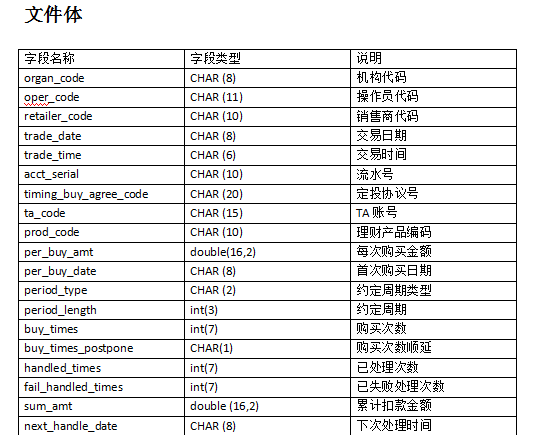 文件体
字段名称 字段类型 说明
organ_code CHAR (8) 机构代码
oper_code CHAR (11) 操作员代码
retailer_code CHAR (10) 销售商代码
trade_date CHAR (8) 交易日期
trade_time CHAR (6) 交易时间
acct_serial CHAR (10) 流水号
timing_buy_agree_code CHAR (20) 定投协议号
ta_code CHAR (15) TA 账号
prod_code CHAR (10) 理财产品编码
per_buy_amt double(16,2) 每次购买金额
per_buy_date CHAR (8) 首次购买日期
period_type CHAR (2) 约定周期类型
period_length int(3) 约定周期
buy_times int(7) 购买次数
buy_times_postpone CHAR(1) 购买次数顺延
handled_times int(7) 已处理次数
fail_handled_times int(7) 已失败处理次数
sum_amt double (16,2) 累计扣款金额
next_handle_date CHAR (8) 下次处理时间